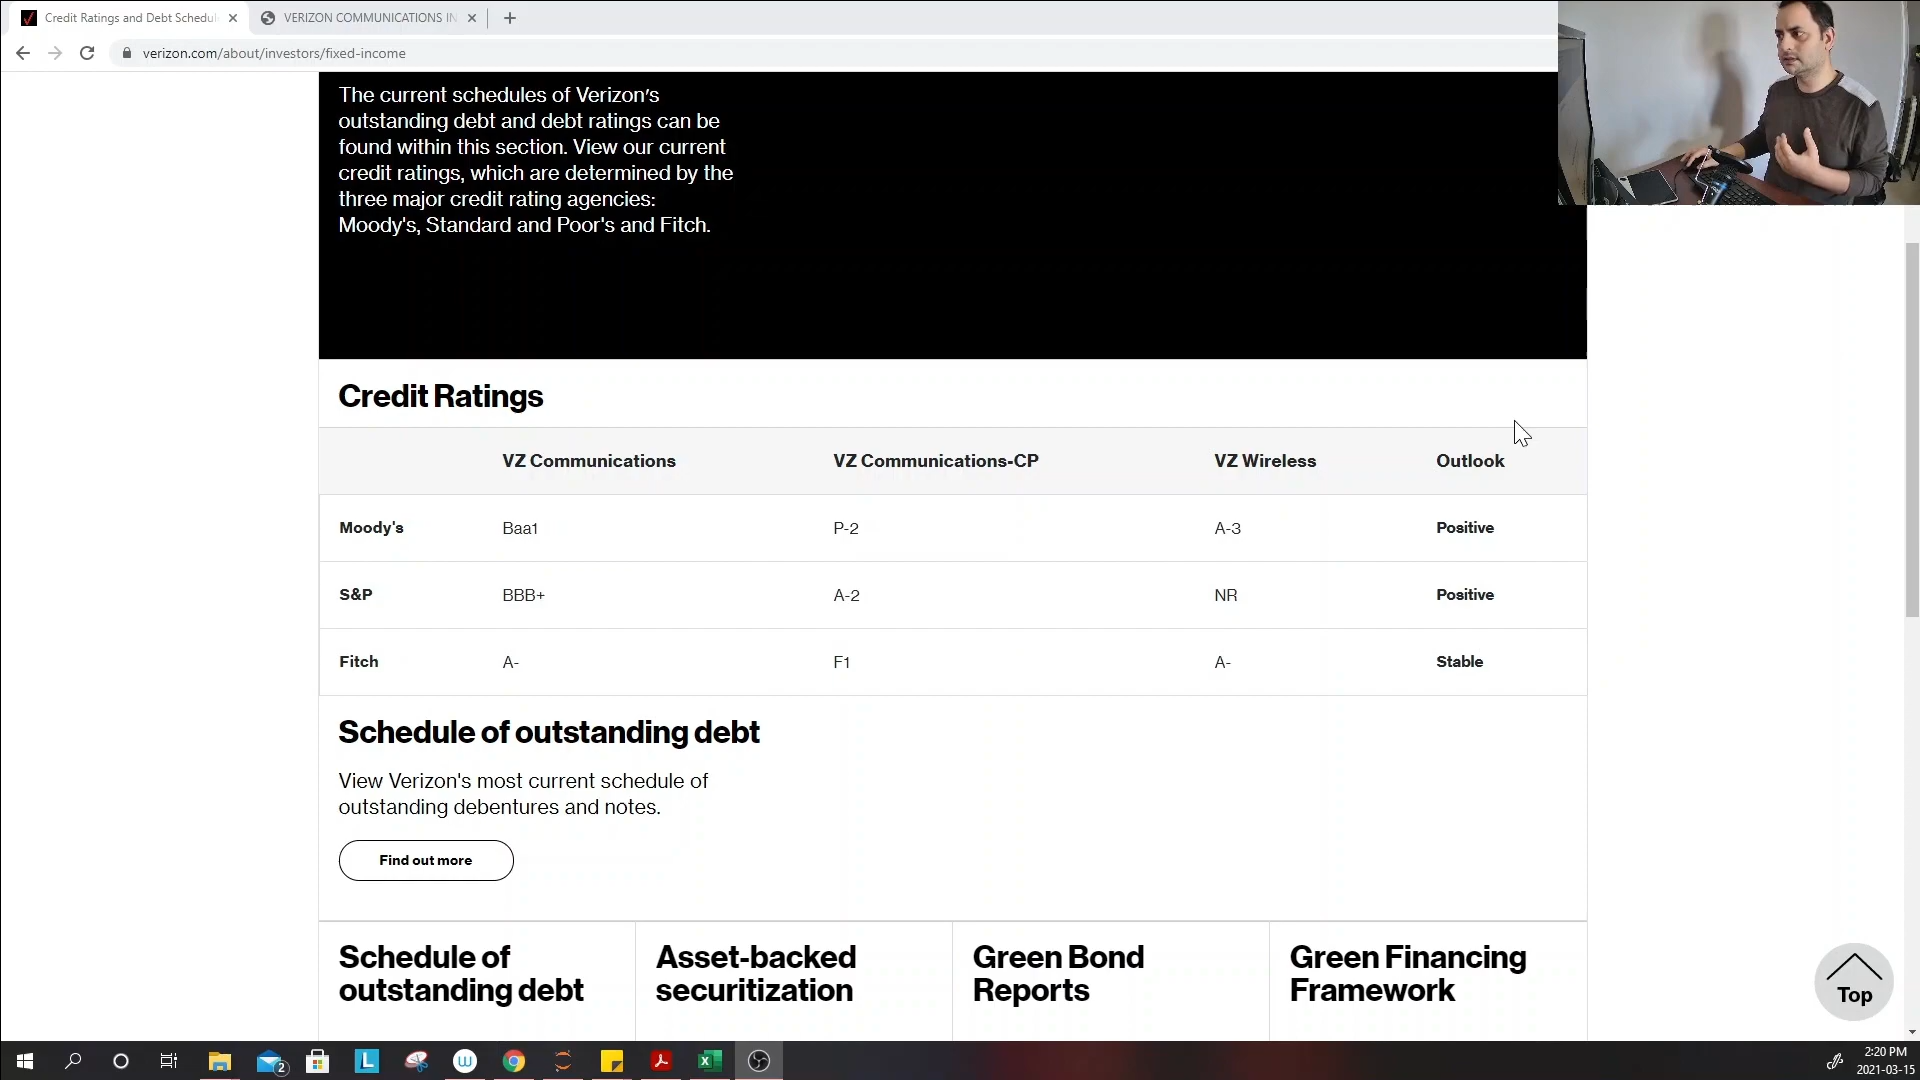 Credit Ratings and Debt Schedul
VERIZON COMMUNICATIONS IN
verizon.com/about/investors/fixed-income
The current schedules of Verizon's
outstanding debt and debt ratings can be
found within this section. View our current
credit ratings, which are determined by the
three major credit rating agencies:
Moody's, Standard and Poor's and Fitch.
Credit Ratings
VZ Communications VZ Communications-CP VZ Wireless Outlook
Moody's Baa1 P-2 A-3 Positive
S&P BBB+ A-2 NR Positive
Fitch A- F1 A- Stable
Schedule of outstanding debt
View Verizon's most current schedule of
outstanding debentures and notes.
Find out more
Schedule of
outstanding debt
Asset-backed
securitization
Green Bond
Reports
Green Financing
Framework
Top
2
L
W
2:20 PM
2021-03-15